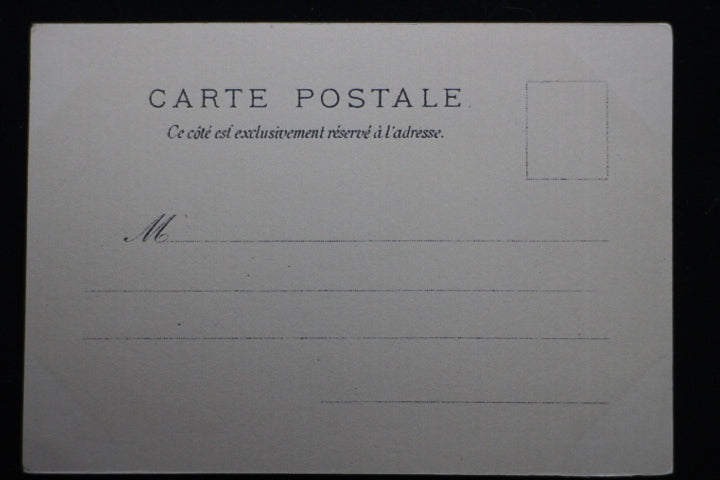 CARTE POSTALE
Ce côté est exclusivement réservé à l'adresse.
M